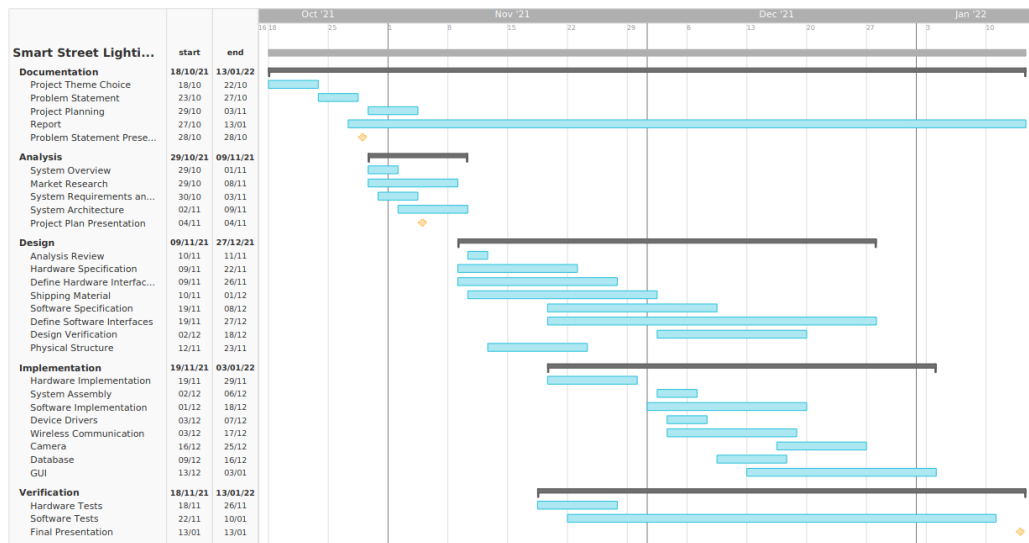 Oct '21 Nov '21 Dec '21 Jan '22
16 18 25 1 8 15 22 29 6 13 20 27 3 10
Smart Street Lighti... start end
Documentation 18/10/21 13/01/22
Project Theme Choice 18/10 22/10
Problem Statement 23/10 27/10
Project Planning 29/10 03/11
Report 27/10 13/01
Problem Statement Prese... 28/10 28/10
Analysis 29/10/21 09/11/21
System Overview 29/10 01/11
Market Research 29/10 08/11
System Requirements an... 30/10 03/11
System Architecture 02/11 09/11
Project Plan Presentation 04/11 04/11
Design 09/11/21 27/12/21
Analysis Review 10/11 11/11
Hardware Specification 09/11 22/11
Define Hardware Interfac... 09/11 26/11
Shipping Material 10/11 01/12
Software Specification 19/11 08/12
Define Software Interfaces 19/11 27/12
Design Verification 02/12 18/12
Physical Structure 12/11 23/11
Implementation 19/11/21 03/01/22
Hardware Implementation 19/11 29/11
System Assembly 02/12 06/12
Software Implementation 01/12 18/12
Device Drivers 03/12 07/12
Wireless Communication 03/12 17/12
Camera 16/12 25/12
Database 09/12 16/12
GUI 13/12 03/01
Verification 18/11/21 13/01/22
Hardware Tests 18/11 26/11
Software Tests 22/11 10/01
Final Presentation 13/01 13/01